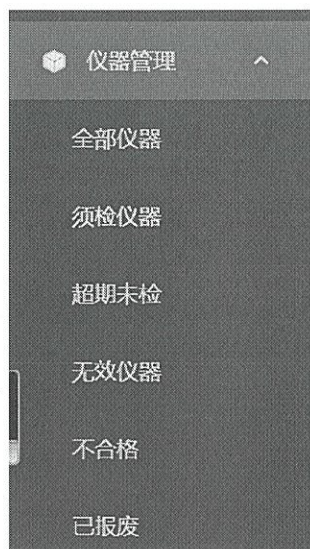 仪器管理
全部仪器
须检仪器
超期未检
无效仪器
不合格
已报废